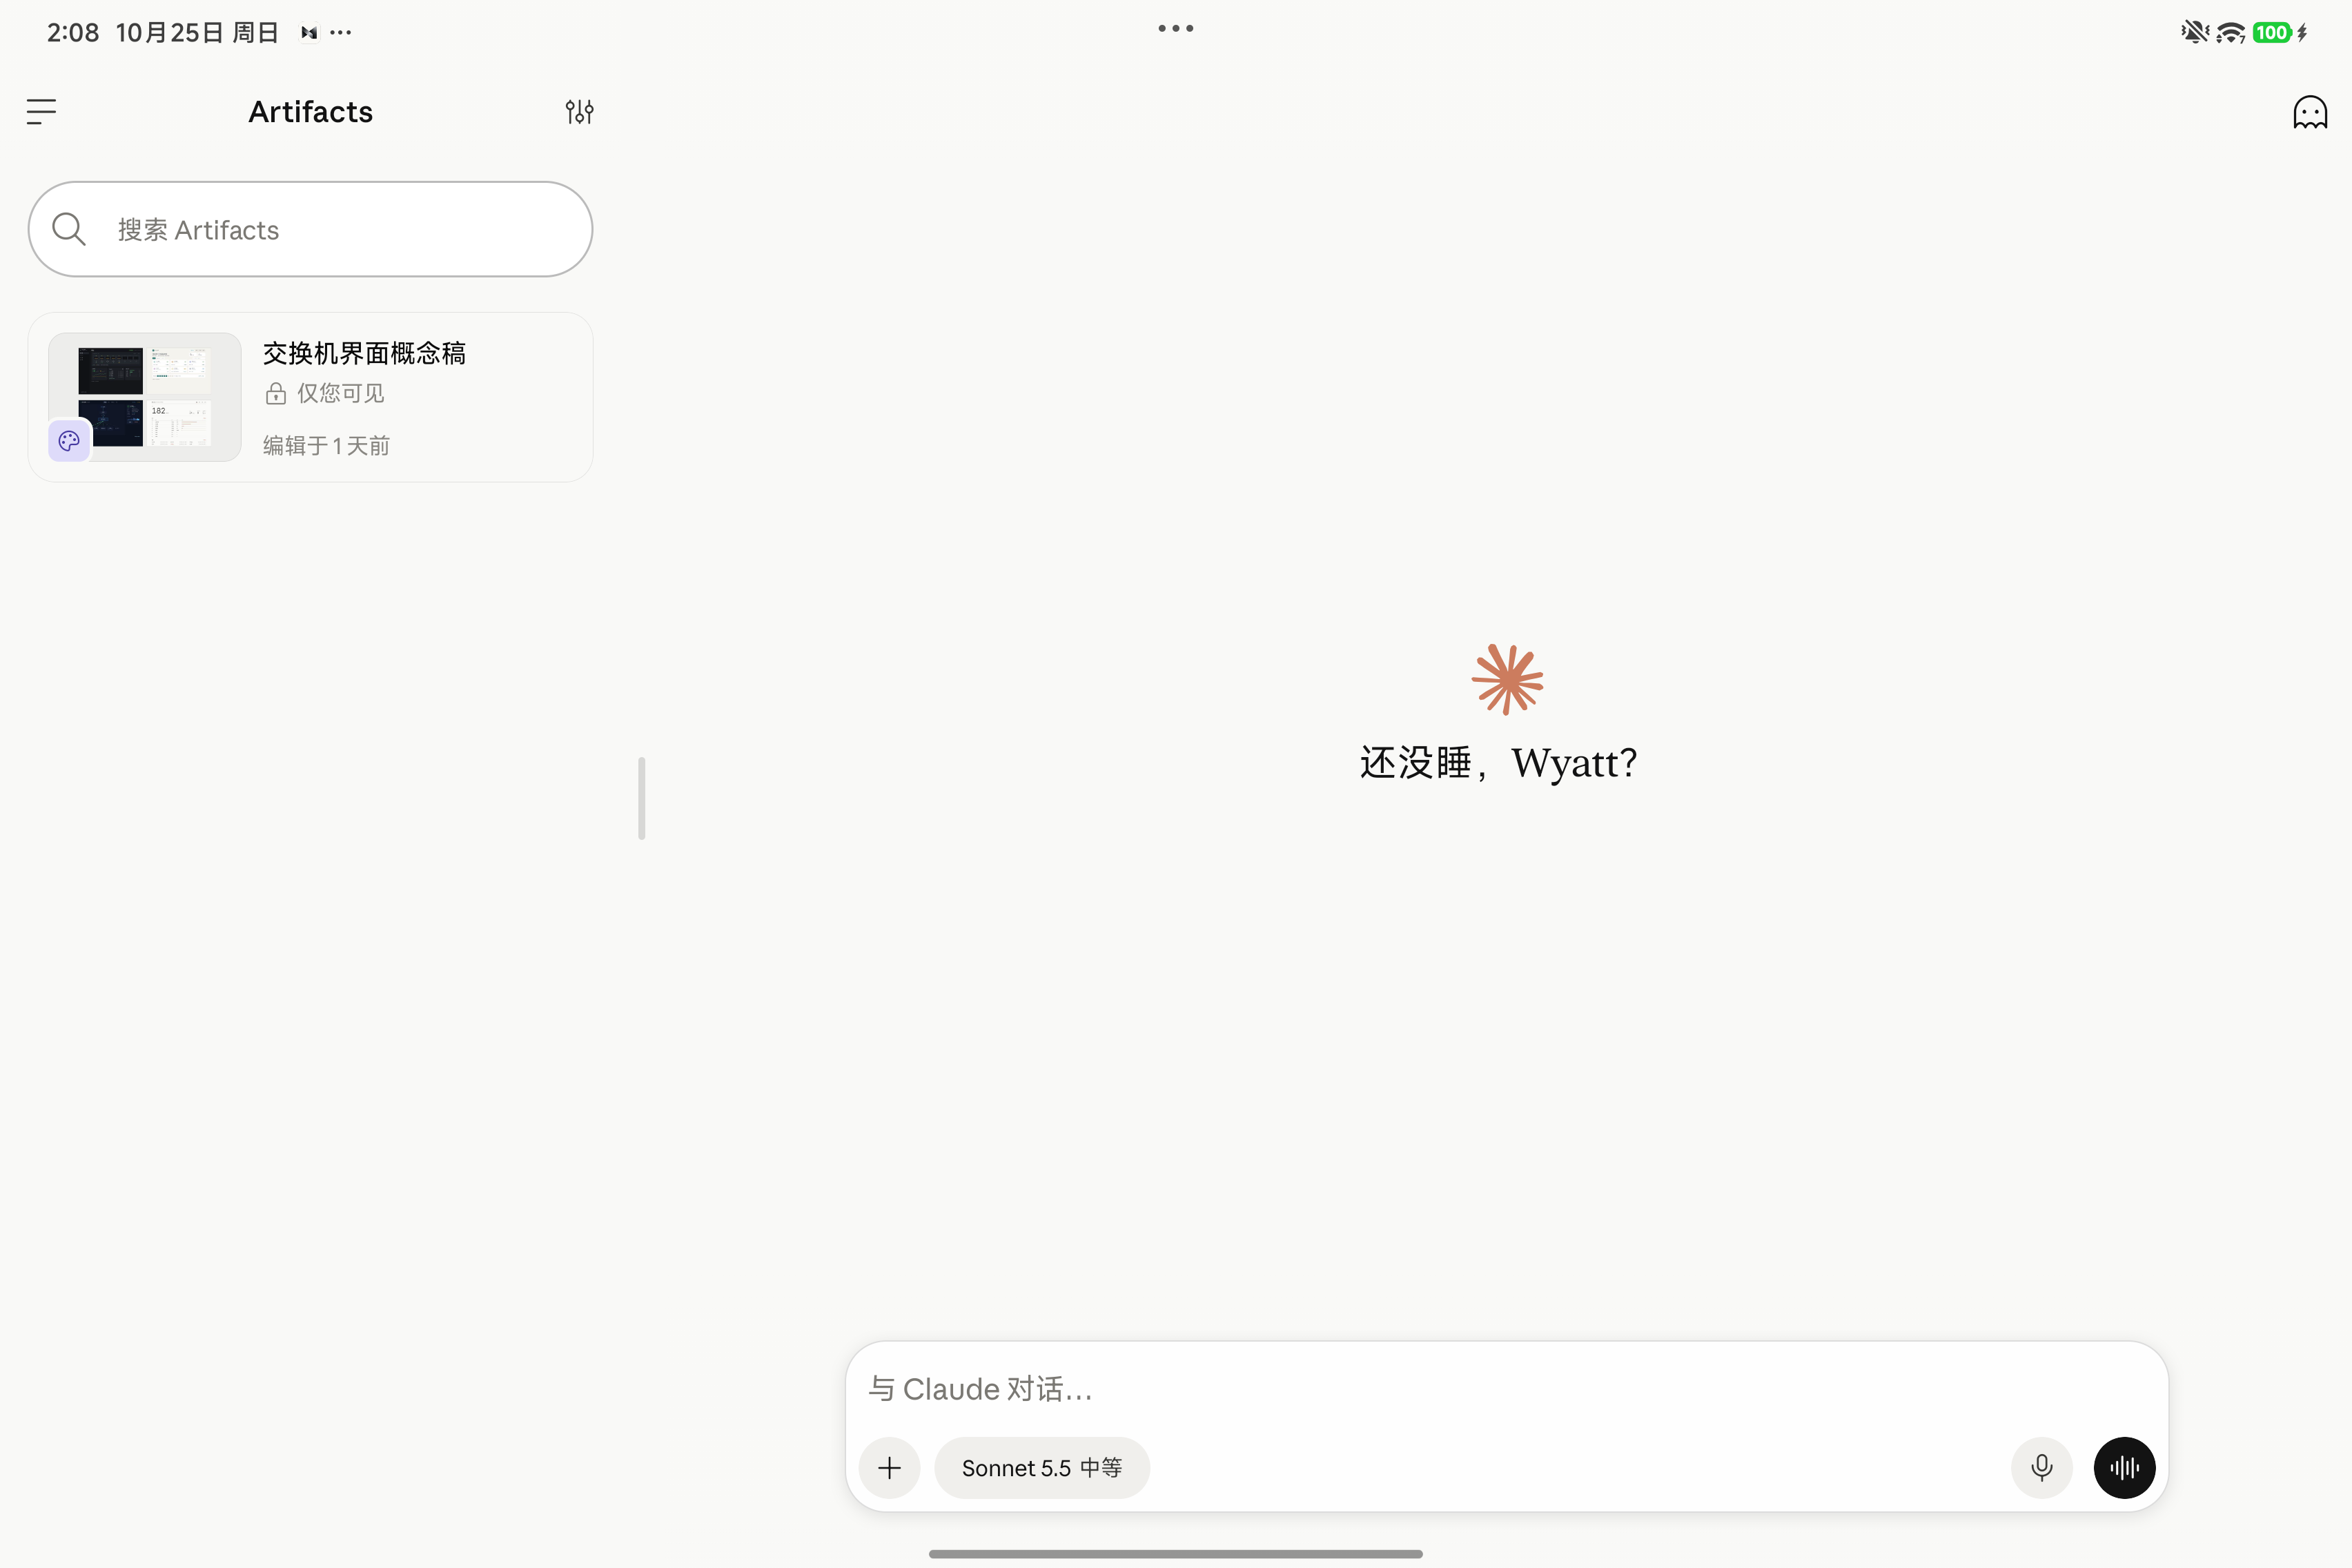 2:08 10月25日 周日
100
Artifacts
搜索 Artifacts
交换机界面概念稿
仅您可见
编辑于 1 天前
182
还没睡，Wyatt？
与 Claude 对话…
Sonnet 5.5 中等